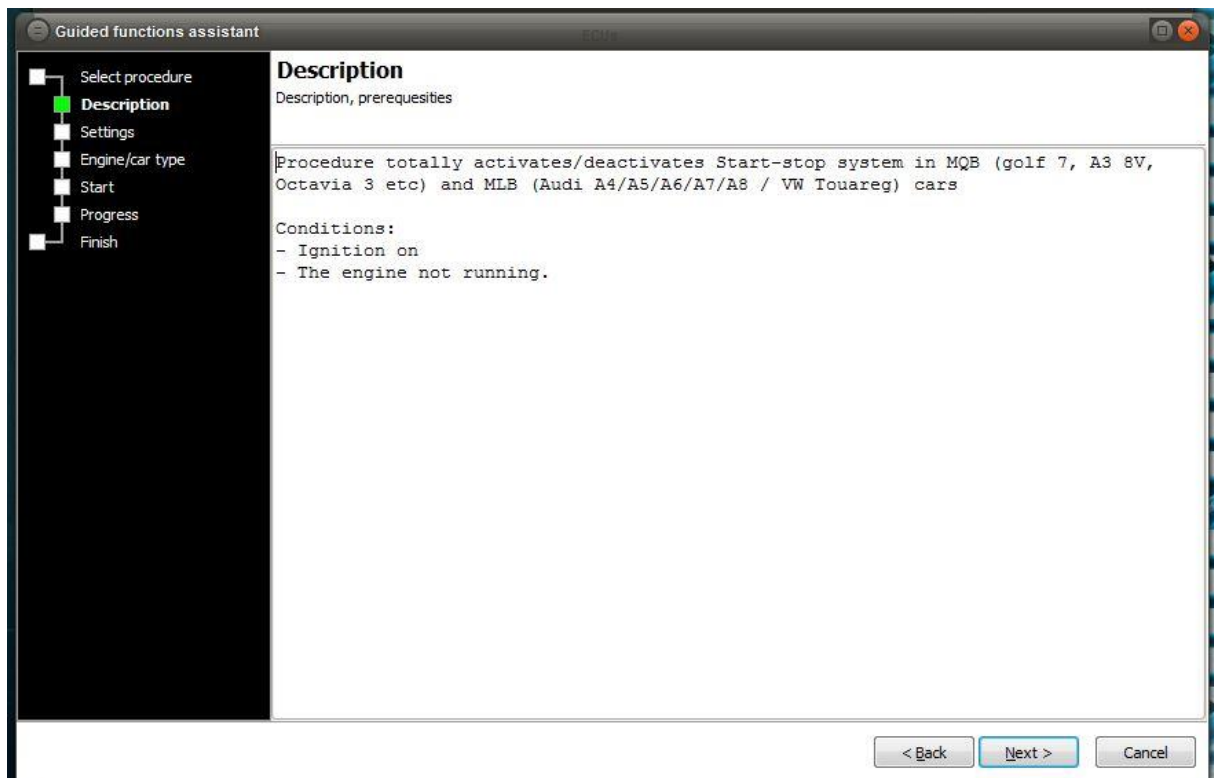 Guided functions assistant
ECUs
Select procedure
Description
Settings
Engine/car type
Start
Progress
Finish
Description
Description, prerequesities
Procedure totally activates/deactivates Start-stop system in MQB (golf 7, A3 8V,
Octavia 3 etc) and MLB (Audi A4/A5/A6/A7/A8 / VW Touareg) cars
Conditions:
- Ignition on
- The engine not running.
< Back
Next >
Cancel